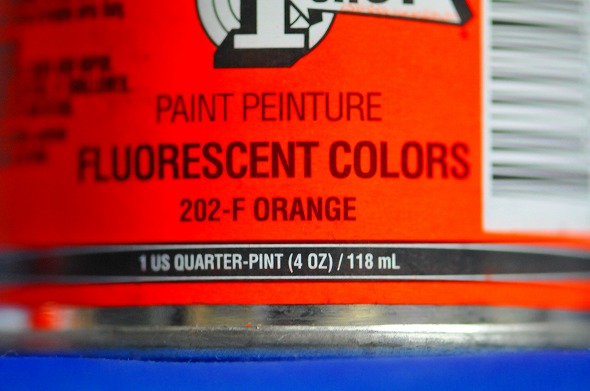 PAINT PEINTURE
FLUORESCENT COLORS
202-F ORANGE
1 US QUARTER-PINT (4 OZ) / 118 mL